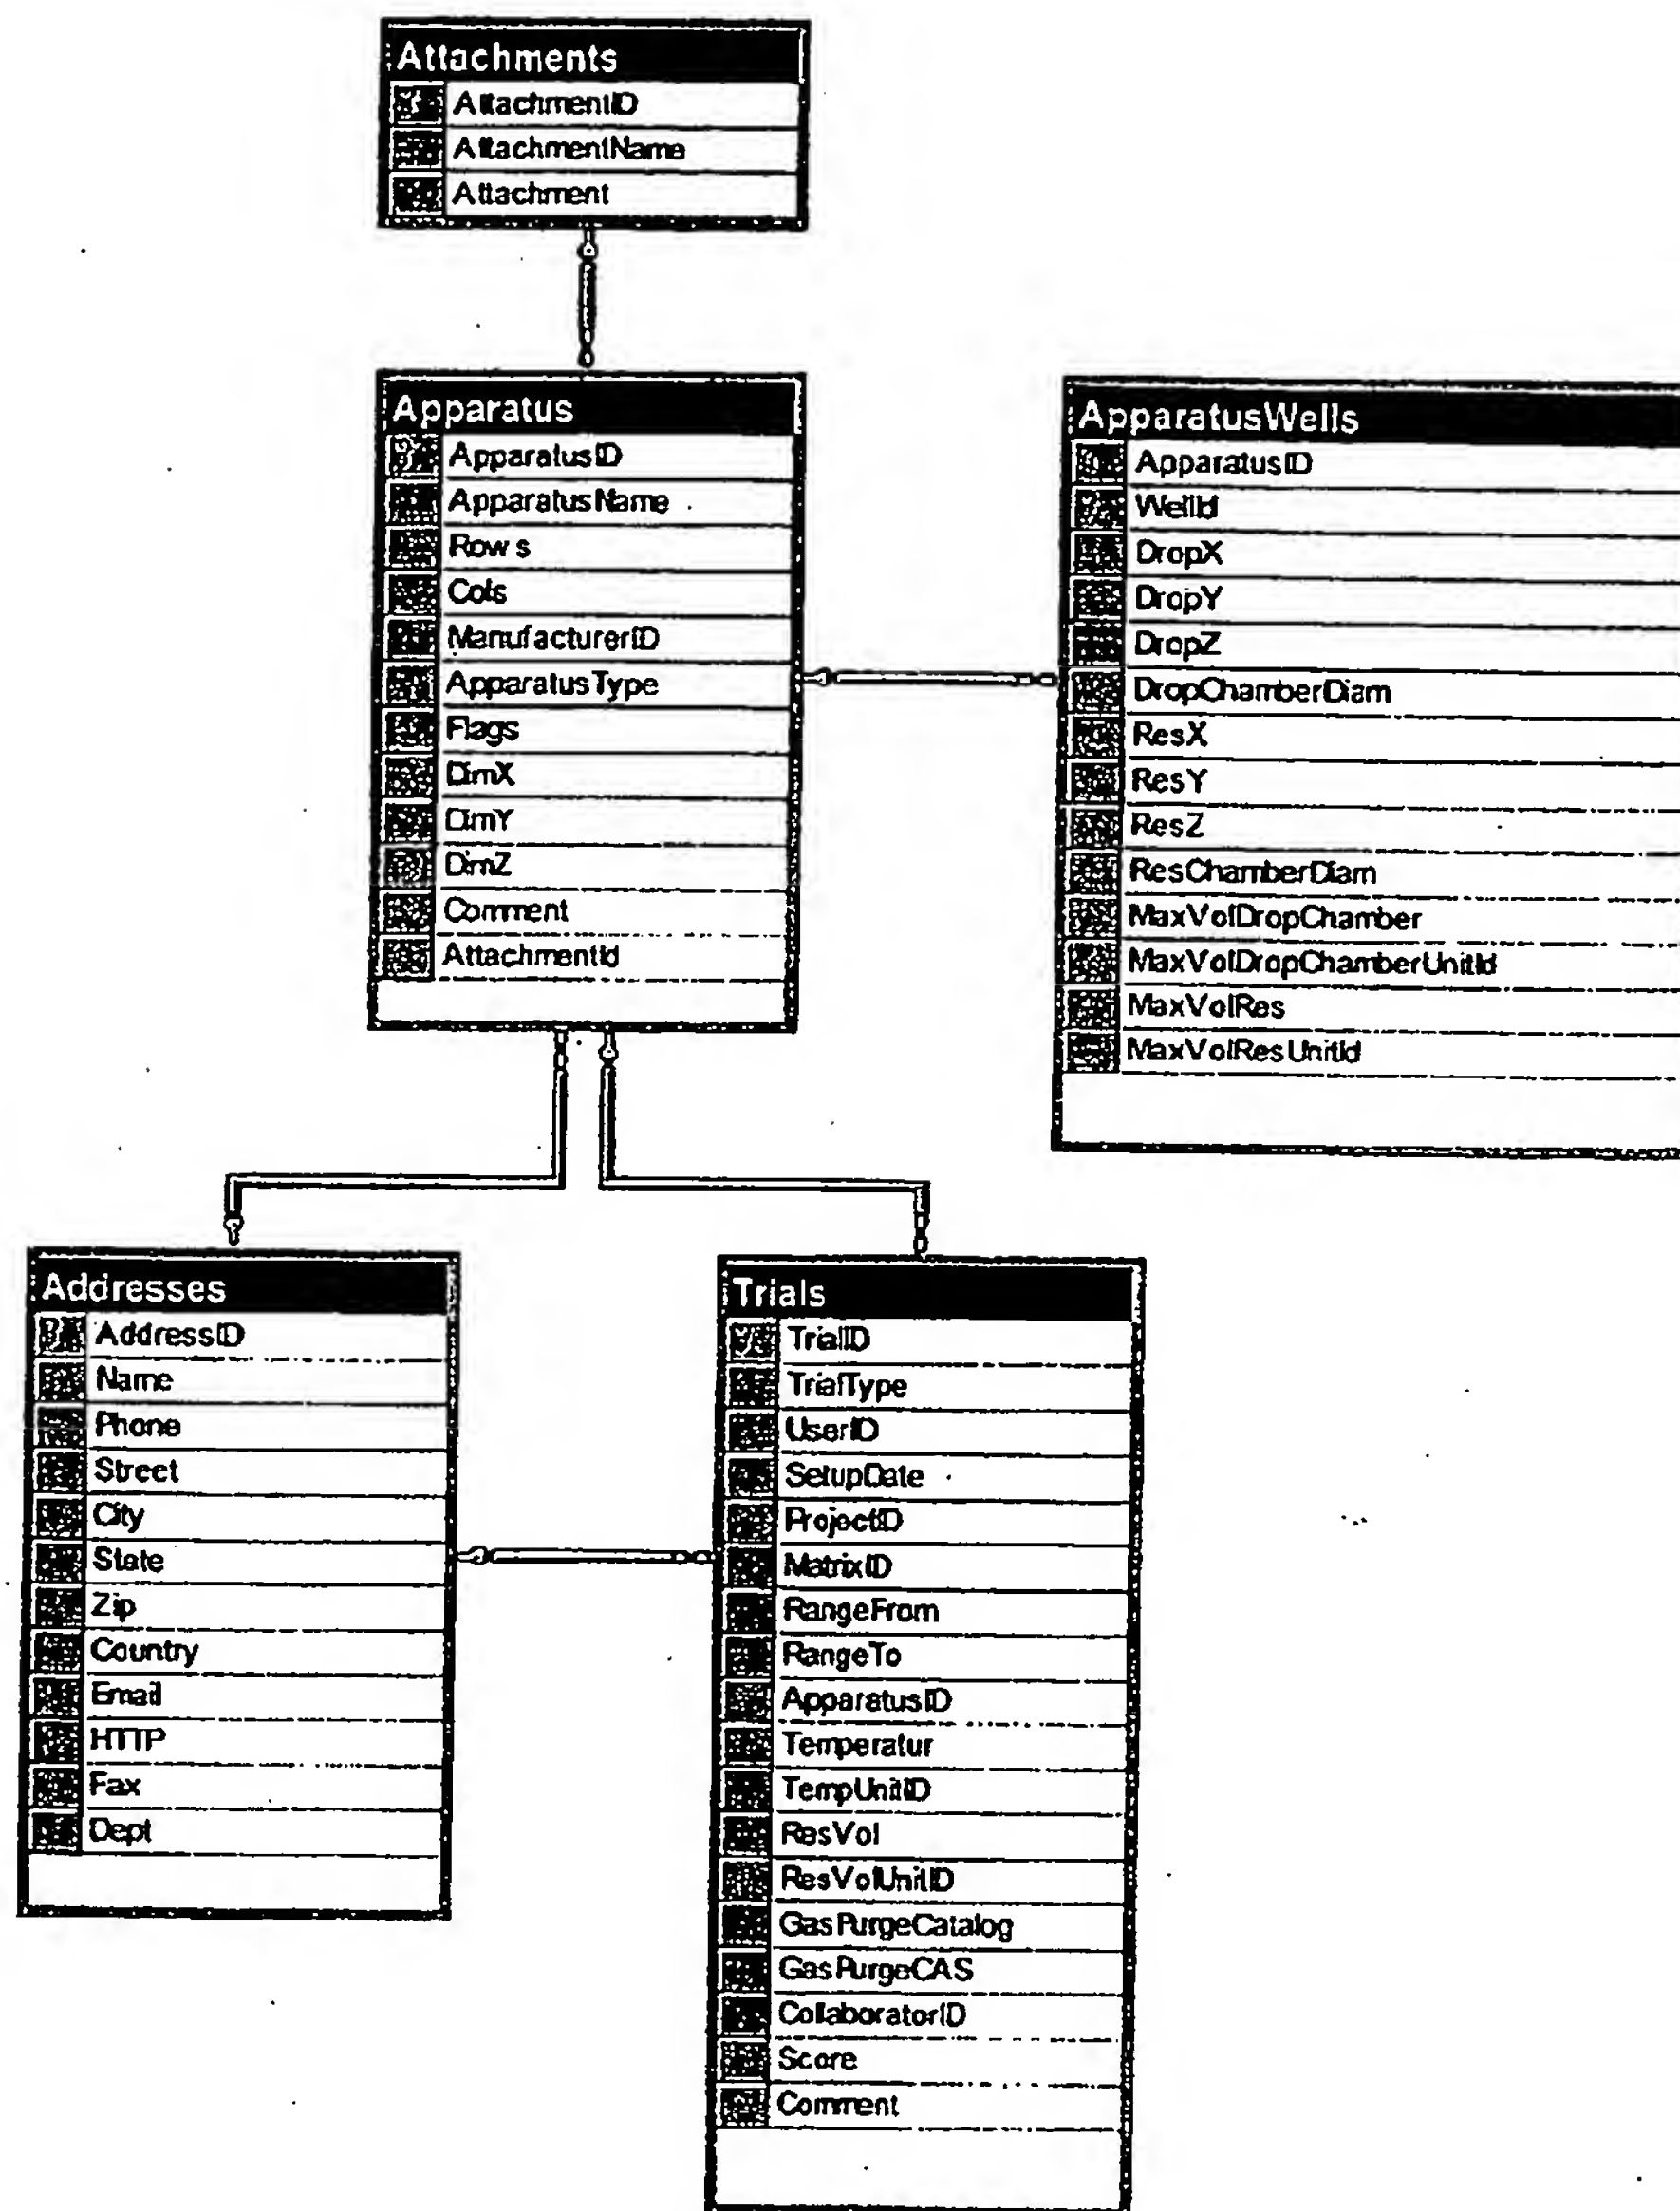 Attachments
AttachmentID
AttachmentName
Attachment
Apparatus
ApparatusID
ApparatusName
Rows
Cols
ManufacturerID
ApparatusType
Flags
DimX
DimY
DimZ
Comment
AttachmentId
ApparatusWells
ApparatusID
WellId
DropX
DropY
DropZ
DropChamberDiam
ResX
ResY
ResZ
ResChamberDiam
MaxVolDropChamber
MaxVolDropChamberUnitId
MaxVolRes
MaxVolResUnitId
Addresses
AddressID
Name
Phone
Street
City
State
Zip
Country
Email
HTTP
Fax
Dept
Trials
TrialID
TrialType
UserID
SetupDate
ProjectID
MatrixID
RangeFrom
RangeTo
ApparatusID
Temperatur
TempUnitID
ResVol
ResVolUnitID
GasPurgeCatalog
GasPurgeCAS
CollaboratorID
Score
Comment